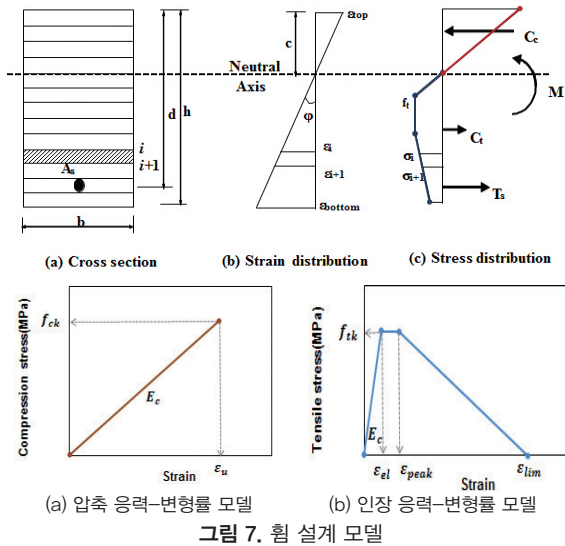 εtop
c
Cc
Neutral
Axis
M
d
h
ft
φ
Ct
i
i+1
εi
εi+1
σi
σi+1
As
Ts
εbottom
b
(a) Cross section
(b) Strain distribution
(c) Stress distribution
Compression stress(MPa)
fck
Ec
εu
Strain
Tensile stress(MPa)
ftk
Ec
εel
εpeak
εlim
Strain
(a) 압축 응력–변형률 모델
(b) 인장 응력–변형률 모델
그림 7. 휨 설계 모델